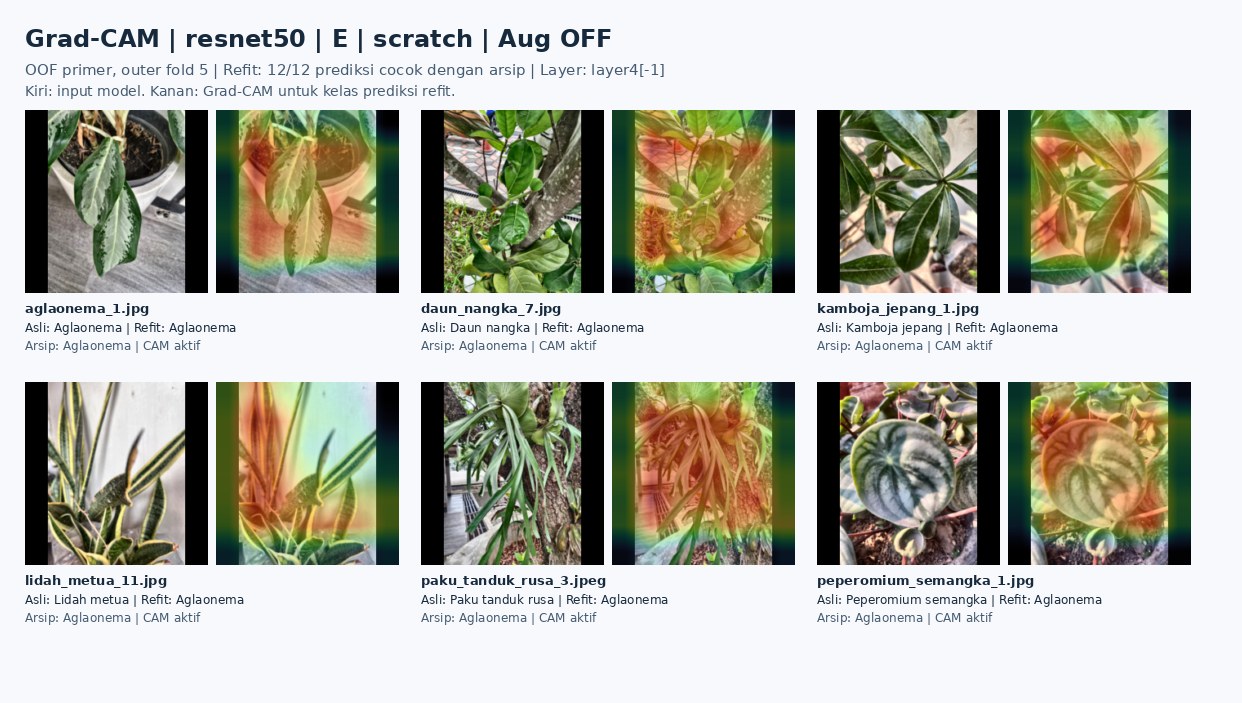 Grad-CAM | resnet50 | E | scratch | Aug OFF
OOF primer, outer fold 5 | Refit: 12/12 prediksi cocok dengan arsip | Layer: layer4[-1]
Kiri: input model. Kanan: Grad-CAM untuk kelas prediksi refit.
aglaonema_1.jpg
Asli: Aglaonema | Refit: Aglaonema
Arsip: Aglaonema | CAM aktif
daun_nangka_7.jpg
Asli: Daun nangka | Refit: Aglaonema
Arsip: Aglaonema | CAM aktif
kamboja_jepang_1.jpg
Asli: Kamboja jepang | Refit: Aglaonema
Arsip: Aglaonema | CAM aktif
lidah_metua_11.jpg
Asli: Lidah metua | Refit: Aglaonema
Arsip: Aglaonema | CAM aktif
paku_tanduk_rusa_3.jpeg
Asli: Paku tanduk rusa | Refit: Aglaonema
Arsip: Aglaonema | CAM aktif
peperomium_semangka_1.jpg
Asli: Peperomium semangka | Refit: Aglaonema
Arsip: Aglaonema | CAM aktif